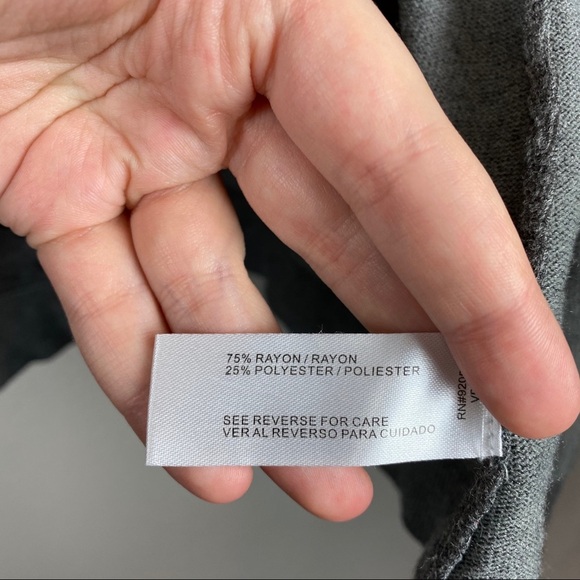 75% RAYON / RAYON
25% POLYESTER / POLIESTER
SEE REVERSE FOR CARE
VER AL REVERSO PARA CUIDADO